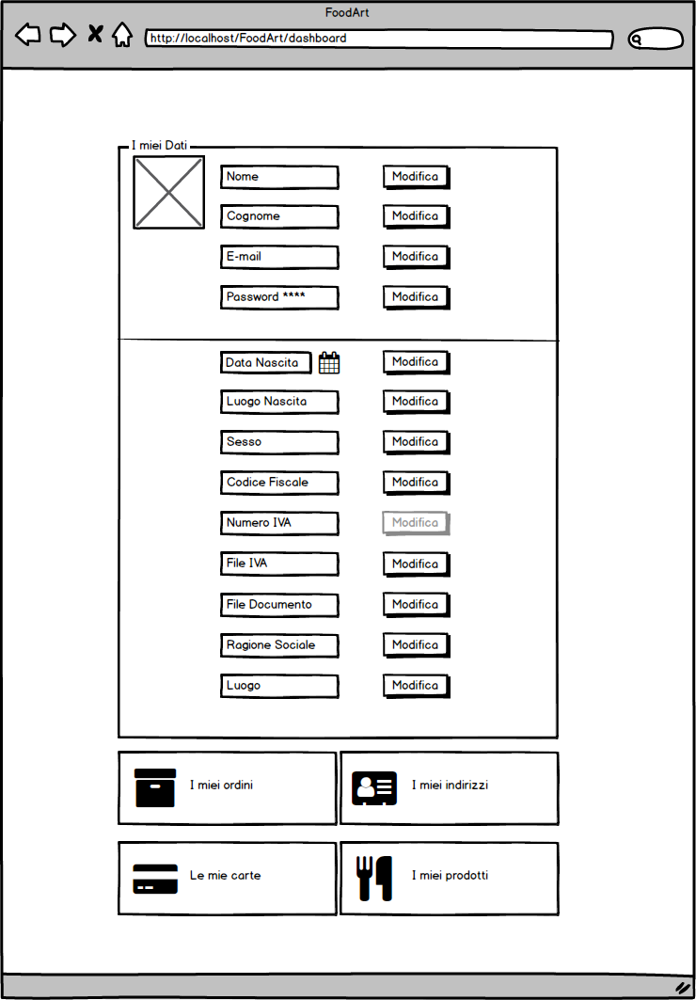 FoodArt
http://localhost/FoodArt/dashboard
I miei Dati
Nome Modifica
Cognome Modifica
E-mail Modifica
Password **** Modifica
Data Nascita Modifica
Luogo Nascita Modifica
Sesso Modifica
Codice Fiscale Modifica
Numero IVA Modifica
File IVA Modifica
File Documento Modifica
Ragione Sociale Modifica
Luogo Modifica
I miei ordini I miei indirizzi
Le mie carte I miei prodotti